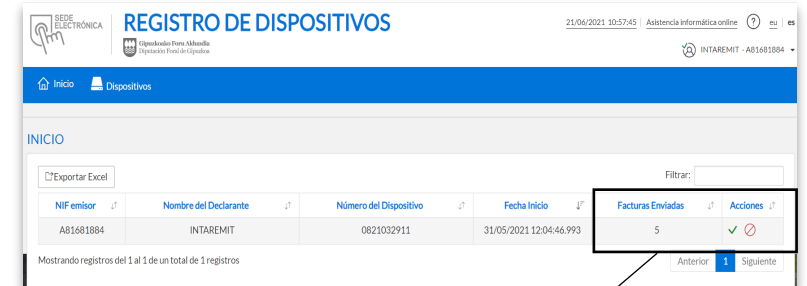 SEDE
ELECTRÓNICA
REGISTRO DE DISPOSITIVOS
Gipuzkoako Foru Aldundia
Diputación Foral de Gipuzkoa
21/06/2021 10:57:45 Asistencia informática online ? eu es
INTAREMIT - A81681884
Inicio Dispositivos
INICIO
Exportar Excel
Filtrar:
NIF emisor Nombre del Declarante Número del Dispositivo Fecha Inicio Facturas Enviadas Acciones
A81681884 INTAREMIT 0821032911 31/05/2021 12:04:46.993 5
Mostrando registros del 1 al 1 de un total de 1 registros
Anterior 1 Siguiente